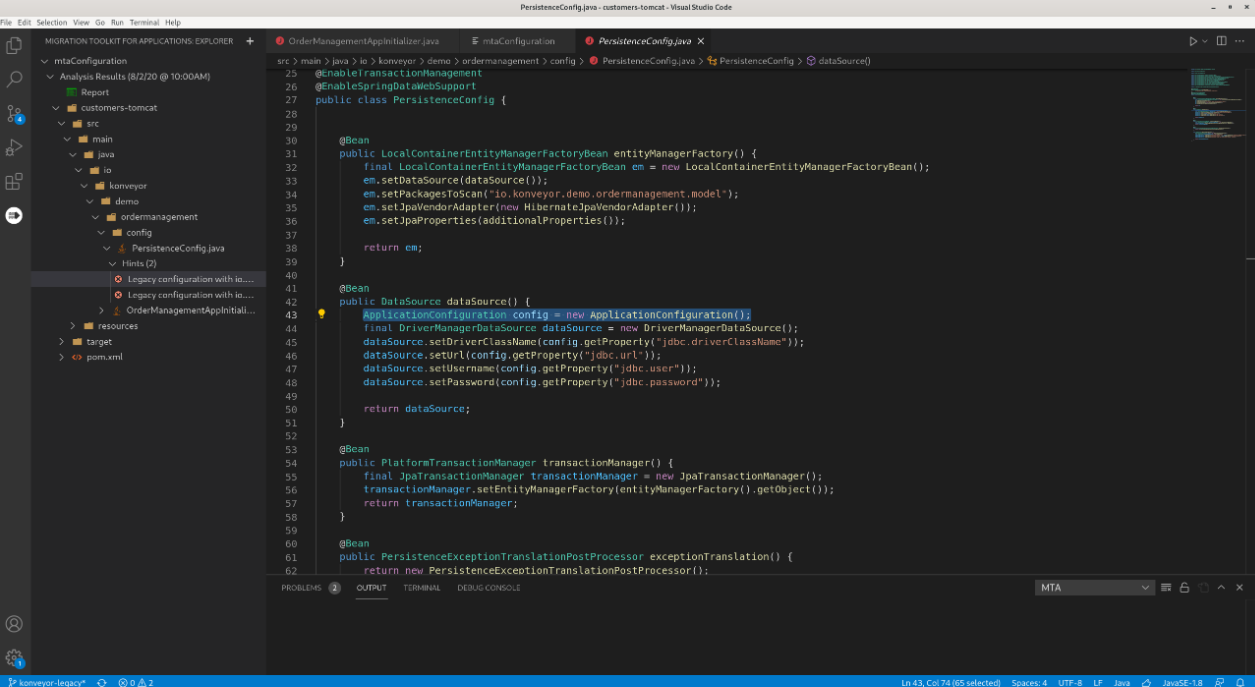 PersistenceConfig.java - customers-tomcat - Visual Studio Code
File Edit Selection View Go Run Terminal Help
MIGRATION TOOLKIT FOR APPLICATIONS: EXPLORER
mtaConfiguration
Analysis Results (8/2/20 @ 10:00AM)
Report
customers-tomcat
src
main
java
io
konveyor
demo
ordermanagement
config
PersistenceConfig.java
Hints (2)
Legacy configuration with io....
Legacy configuration with io....
OrderManagementAppInitiali...
resources
target
pom.xml
4
1
OrderManagementAppInitializer.java mtaConfiguration PersistenceConfig.java
src > main > java > io > konveyor > demo > ordermanagement > config > PersistenceConfig.java > PersistenceConfig > dataSource()
25 @EnableTransactionManagement
26 @EnableSpringDataWebSupport
27 public class PersistenceConfig {
28
29
30 @Bean
31 public LocalContainerEntityManagerFactoryBean entityManagerFactory() {
32 final LocalContainerEntityManagerFactoryBean em = new LocalContainerEntityManagerFactoryBean();
33 em.setDataSource(dataSource());
34 em.setPackagesToScan("io.konveyor.demo.ordermanagement.model");
35 em.setJpaVendorAdapter(new HibernateJpaVendorAdapter());
36 em.setJpaProperties(additionalProperties());
37
38 return em;
39 }
40
41 @Bean
42 public DataSource dataSource() {
43 ApplicationConfiguration config = new ApplicationConfiguration();
44 final DriverManagerDataSource dataSource = new DriverManagerDataSource();
45 dataSource.setDriverClassName(config.getProperty("jdbc.driverClassName"));
46 dataSource.setUrl(config.getProperty("jdbc.url"));
47 dataSource.setUsername(config.getProperty("jdbc.user"));
48 dataSource.setPassword(config.getProperty("jdbc.password"));
49
50 return dataSource;
51 }
52
53 @Bean
54 public PlatformTransactionManager transactionManager() {
55 final JpaTransactionManager transactionManager = new JpaTransactionManager();
56 transactionManager.setEntityManagerFactory(entityManagerFactory().getObject());
57 return transactionManager;
58 }
59
60 @Bean
61 public PersistenceExceptionTranslationPostProcessor exceptionTranslation() {
62 return new PersistenceExceptionTranslationPostProcessor();
PROBLEMS 2 OUTPUT TERMINAL DEBUG CONSOLE MTA
konveyor-legacy* 0 2 Ln 43, Col 74 (65 selected) Spaces: 4 UTF-8 LF Java JavaSE-1.8